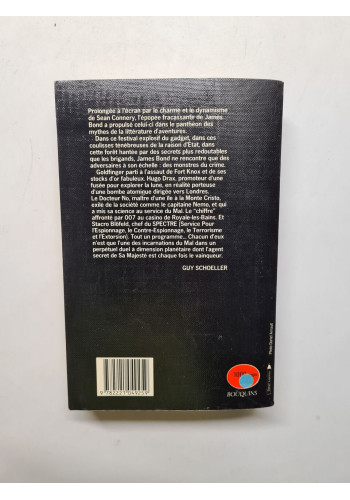 Prolongée à l'écran par le charme et le dynamisme
de Sean Connery, l'épopée fracassante de James
Bond a propulsé celui-ci dans le panthéon des
mythes de la littérature d'aventures.
Dans ce festival explosif du gadget, dans ces
coulisses ténébreuses de la raison d'État, dans
cette forêt hantée par des secrets plus redoutables
que les brigands, James Bond ne rencontre que des
adversaires à son échelle : des monstres du crime.
Goldfinger parti à l'assaut de Fort Knox et de
ses stocks d'or fabuleux. Hugo Drax, promoteur d'une
fusée pour explorer la lune, en réalité porteuse
d'une bombe atomique dirigée vers Londres.
Le Docteur No, maître d'une île à la Monte Cristo,
exilé de la société comme le capitaine Nemo, et qui
a mis sa science au service du Mal. Le "chiffre"
affronté par 007 au casino de Royale-les-Bains. Et
Stacro Blofeld, chef du SPECTRE (Service Pour
l'Espionnage, le Contre-Espionnage, le Terrorisme
et l'Extorsion). Tout un programme... Chacun d'eux
n'est que l'une des incarnations du Mal dans un
perpétuel duel à dimension planétaire dont l'agent
secret de Sa Majesté est chaque fois le vainqueur.
GUY SCHOELLER
9 782221 049259
BOUQUINS